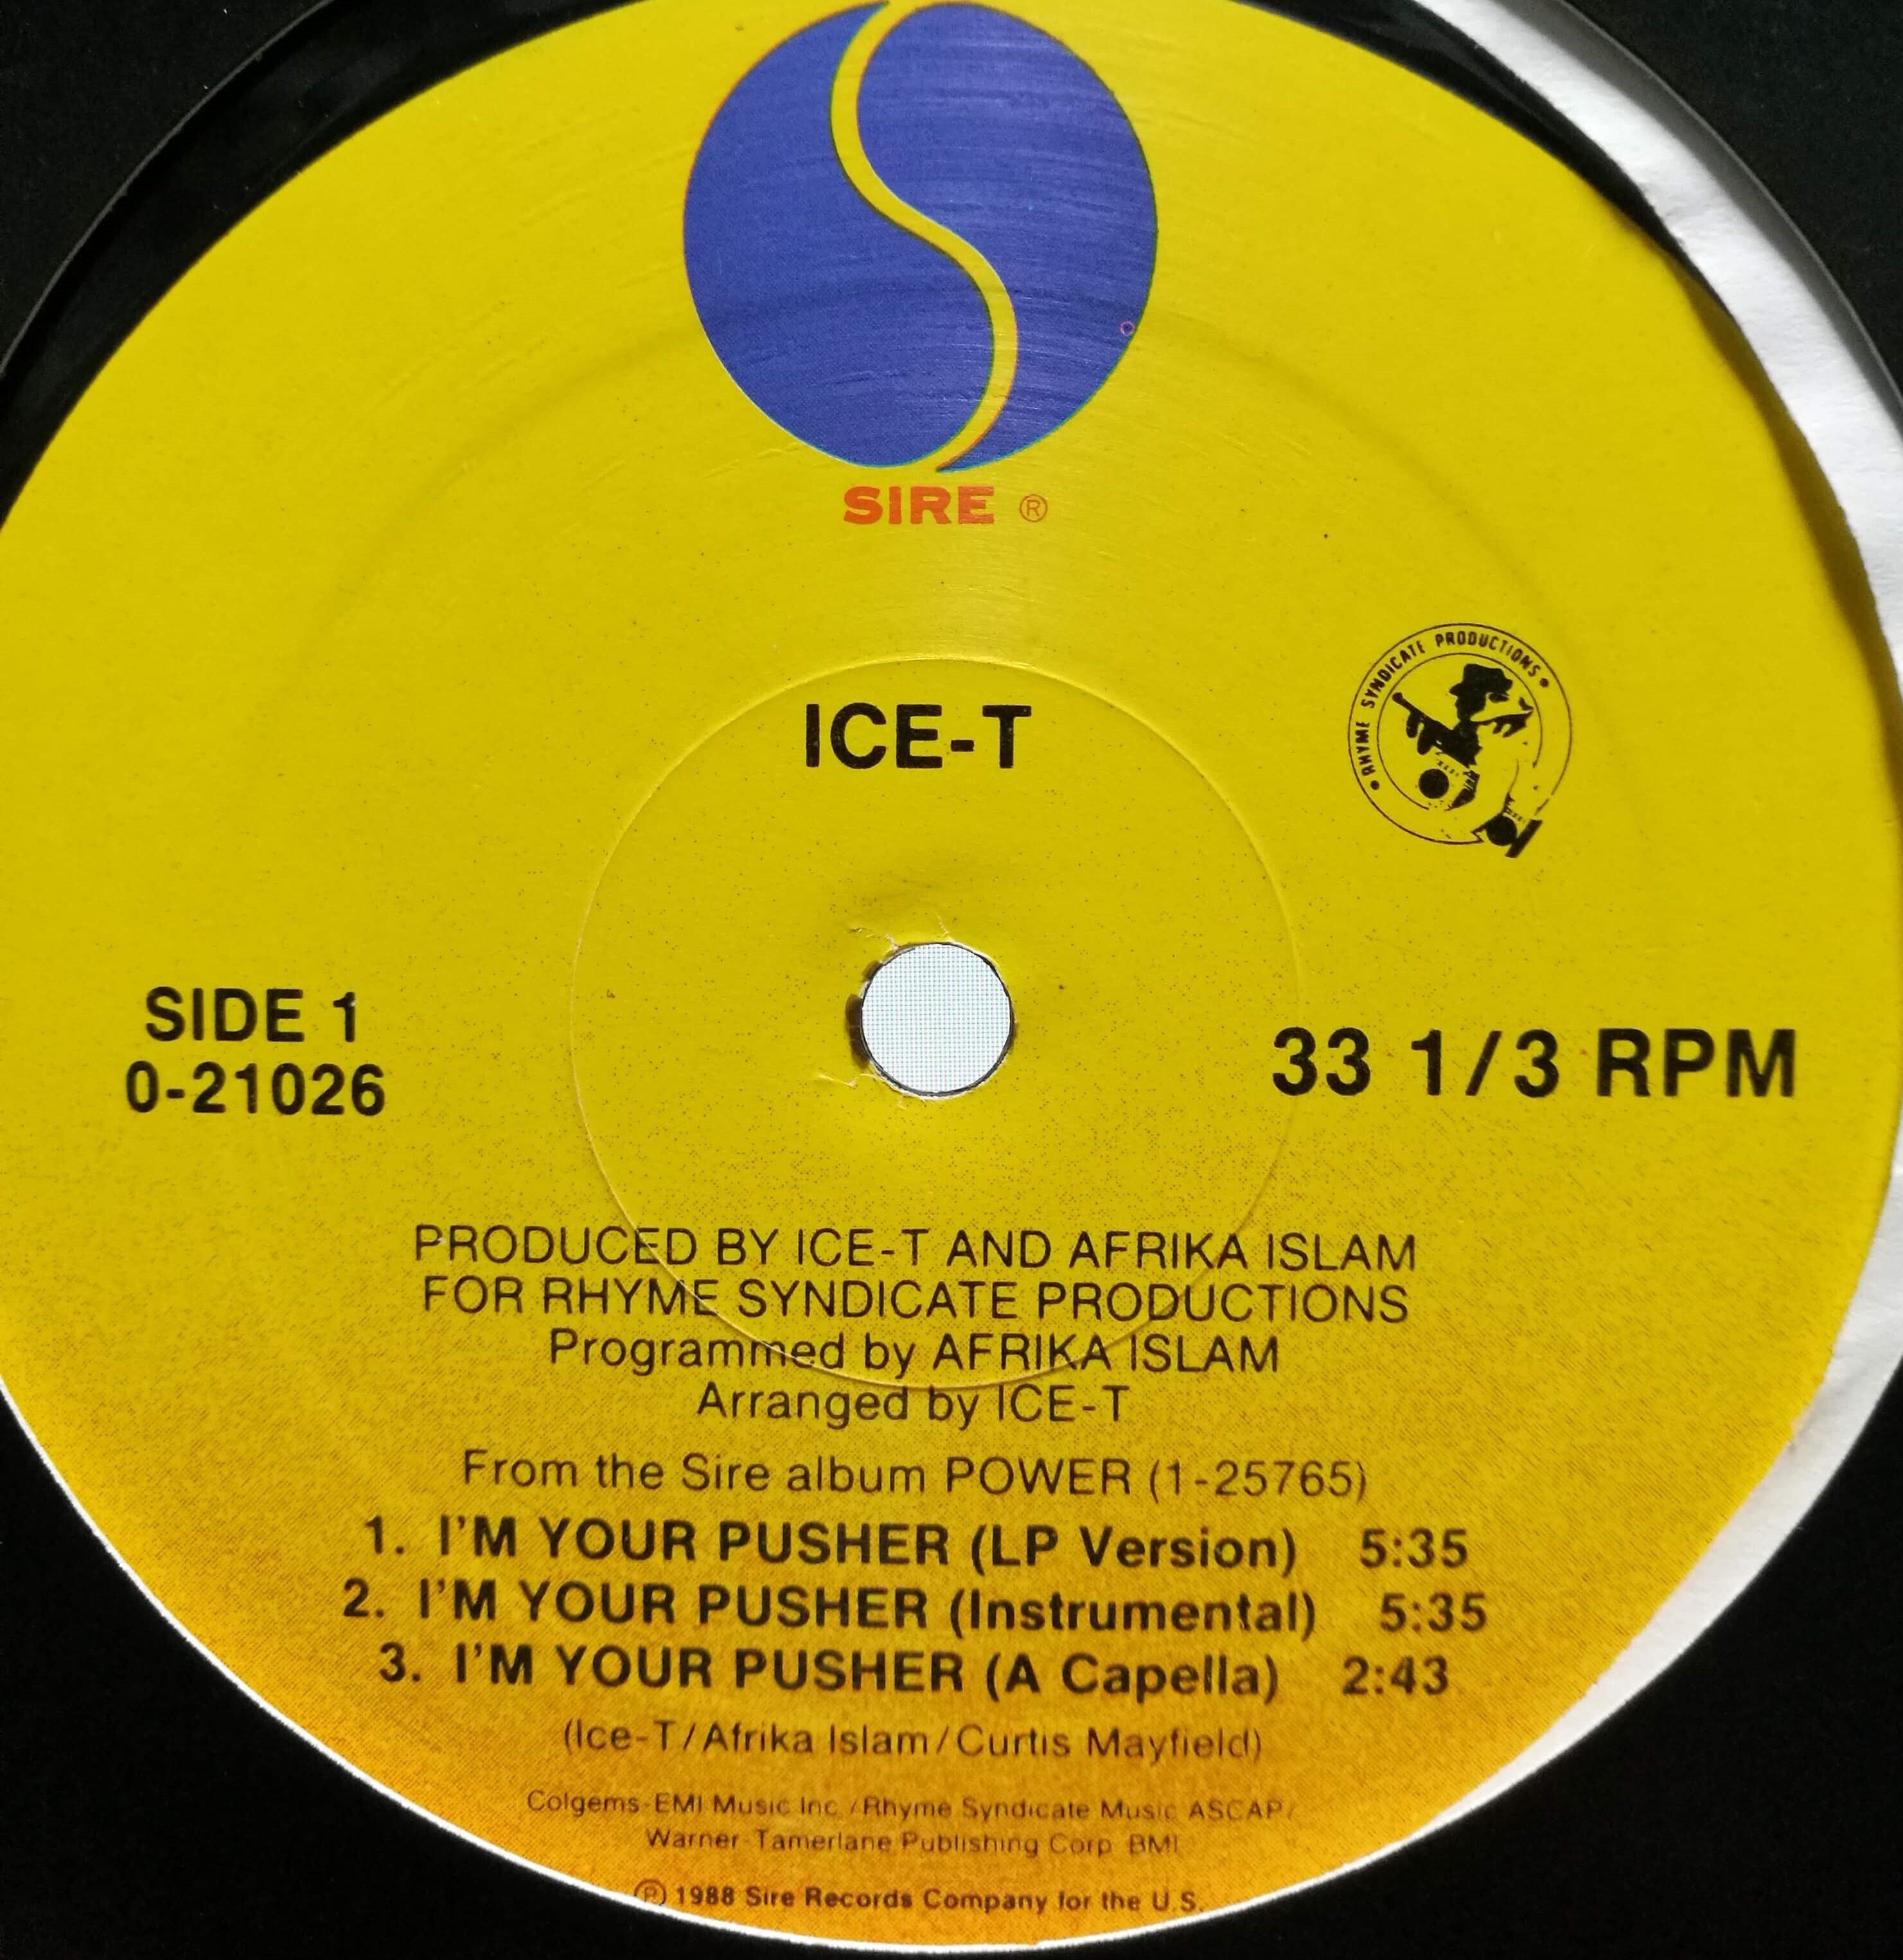 SIRE ®
RHYME SYNDICATE PRODUCTIONS
ICE-T
SIDE 1
0-21026
33 1/3 RPM
PRODUCED BY ICE-T AND AFRIKA ISLAM
FOR RHYME SYNDICATE PRODUCTIONS
Programmed by AFRIKA ISLAM
Arranged by ICE-T
From the Sire album POWER (1-25765)
1. I'M YOUR PUSHER (LP Version) 5:35
2. I'M YOUR PUSHER (Instrumental) 5:35
3. I'M YOUR PUSHER (A Capella) 2:43
(Ice-T/Afrika Islam/Curtis Mayfield)
Colgems-EMI Music Inc./Rhyme Syndicate Music ASCAP/
Warner-Tamerlane Publishing Corp. BMI
℗ 1988 Sire Records Company for the U.S.